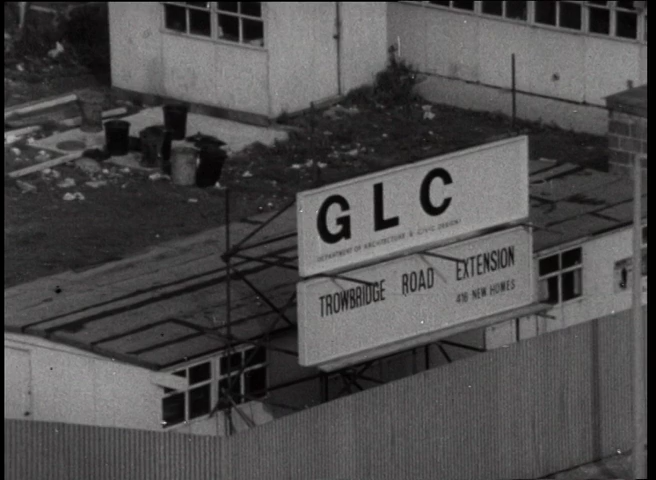 GLC
DEPARTMENT OF ARCHITECTURE & CIVIC DESIGN
TROWBRIDGE ROAD EXTENSION
416 NEW HOMES